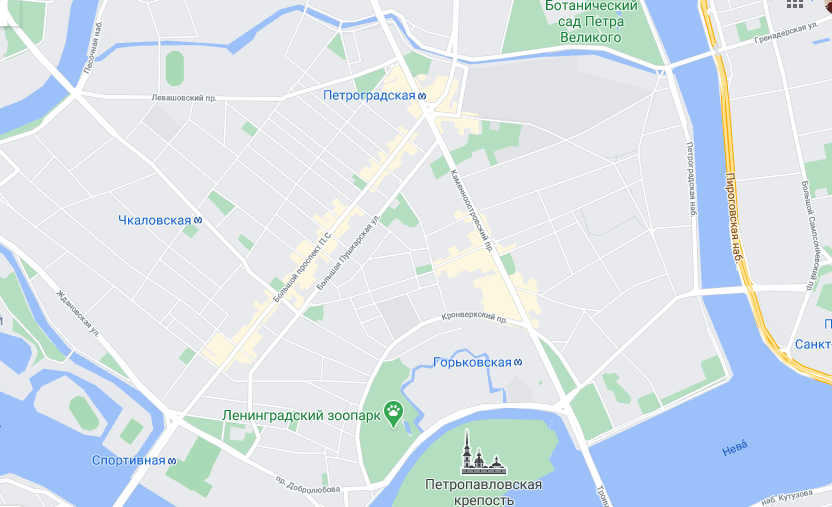 Ботанический
сад Петра
Великого
Гренадерская ул.
Песочная наб.
Левашовский пр.
Петроградская
Петроградская наб.
Каменноостровский пр.
Пироговская наб.
Большой Сампсониевский пр.
Чкаловская
Большой проспект П.С.
Большая Пушкарская ул.
Ждановская ул.
Кронверкский пр.
Горьковская
Санкт-
Ленинградский зоопарк
Спортивная
пр. Добролюбова
Петропавловская
крепость
Нева́
наб. Кутузова